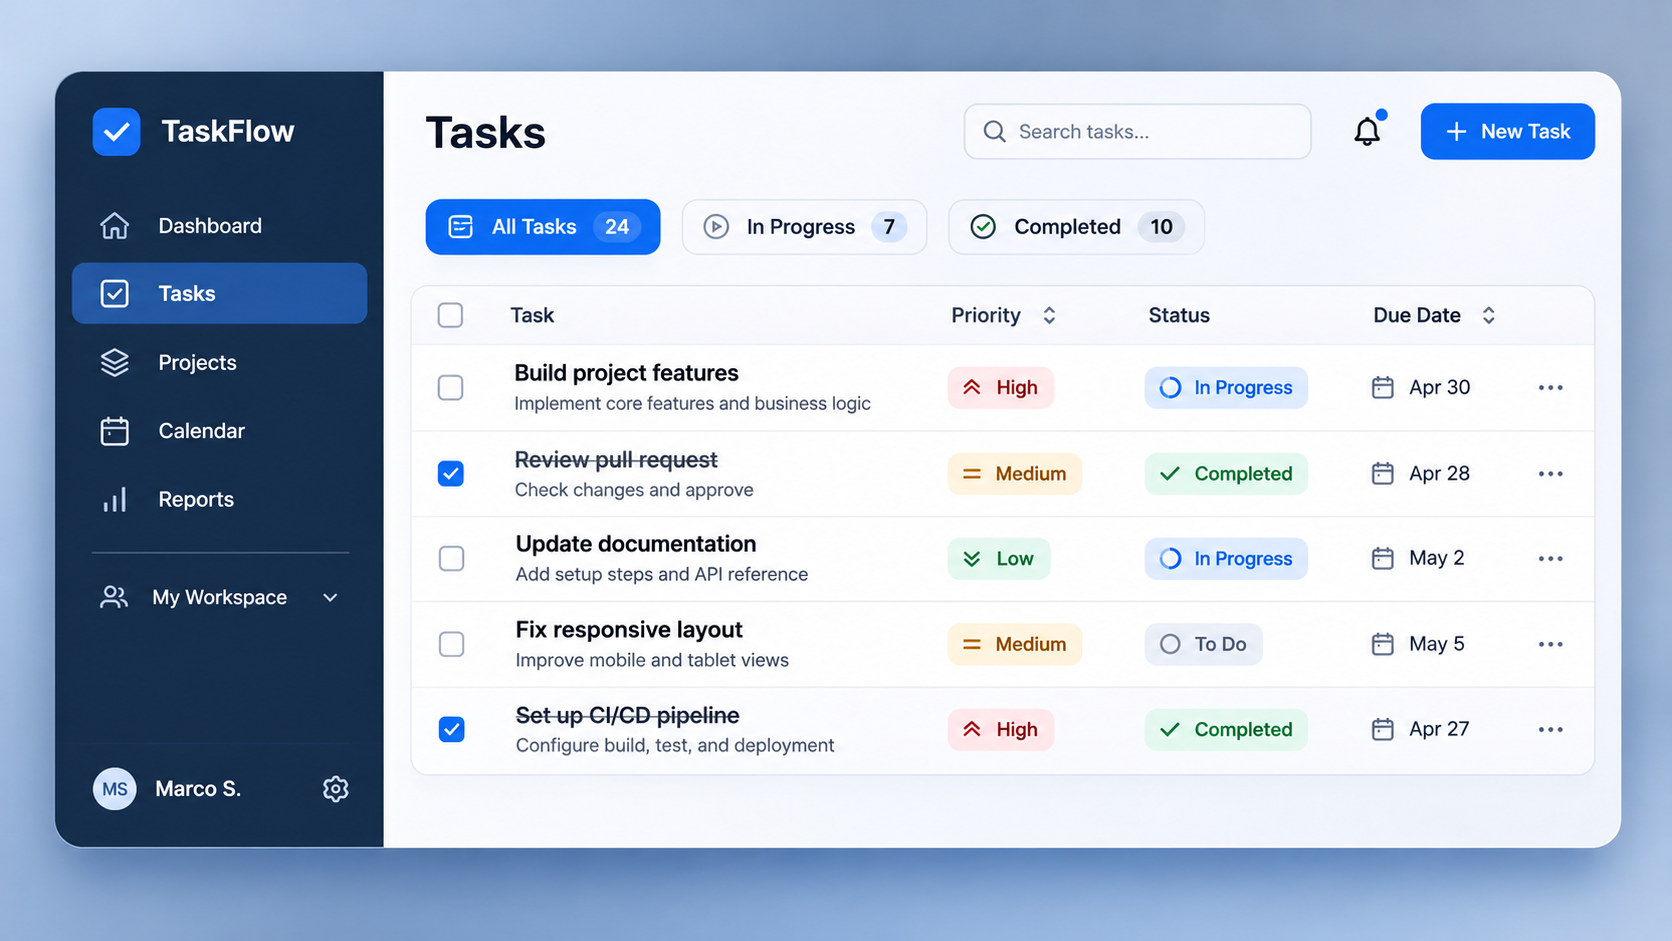 TaskFlow
Dashboard
Tasks
Projects
Calendar
Reports
My Workspace
MS
Marco S.
Tasks
Search tasks...
New Task
All Tasks 24
In Progress 7
Completed 10
Task Priority Status Due Date
Build project features
Implement core features and business logic
High In Progress Apr 30
Review pull request
Check changes and approve
Medium Completed Apr 28
Update documentation
Add setup steps and API reference
Low In Progress May 2
Fix responsive layout
Improve mobile and tablet views
Medium To Do May 5
Set up CI/CD pipeline
Configure build, test, and deployment
High Completed Apr 27